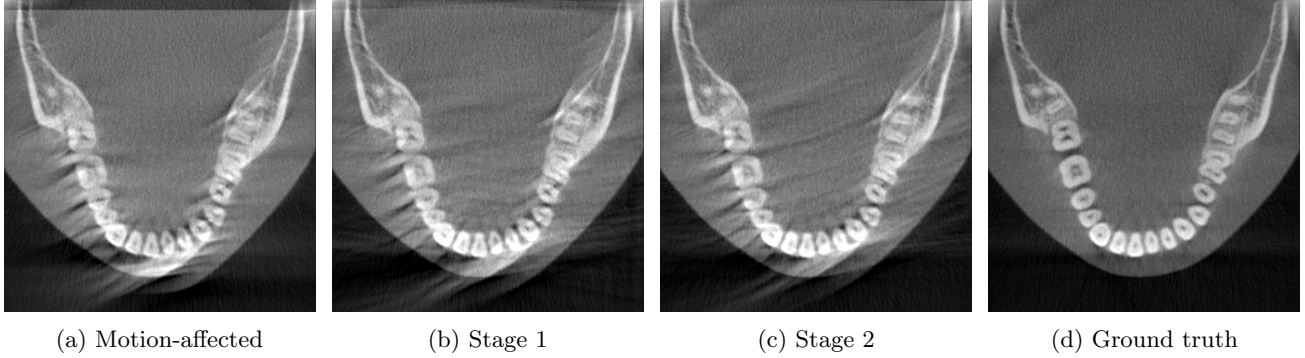 (a) Motion-affected
(b) Stage 1
(c) Stage 2
(d) Ground truth